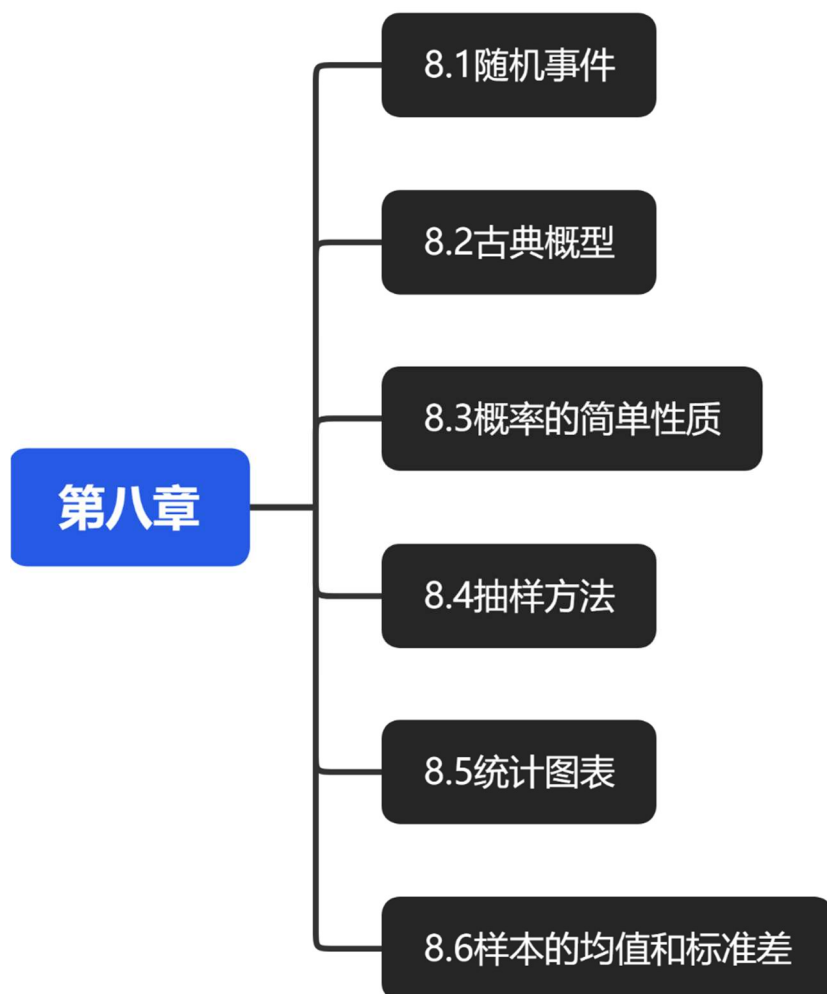 8.1随机事件
8.2古典概型
8.3概率的简单性质
第八章
8.4抽样方法
8.5统计图表
8.6样本的均值和标准差